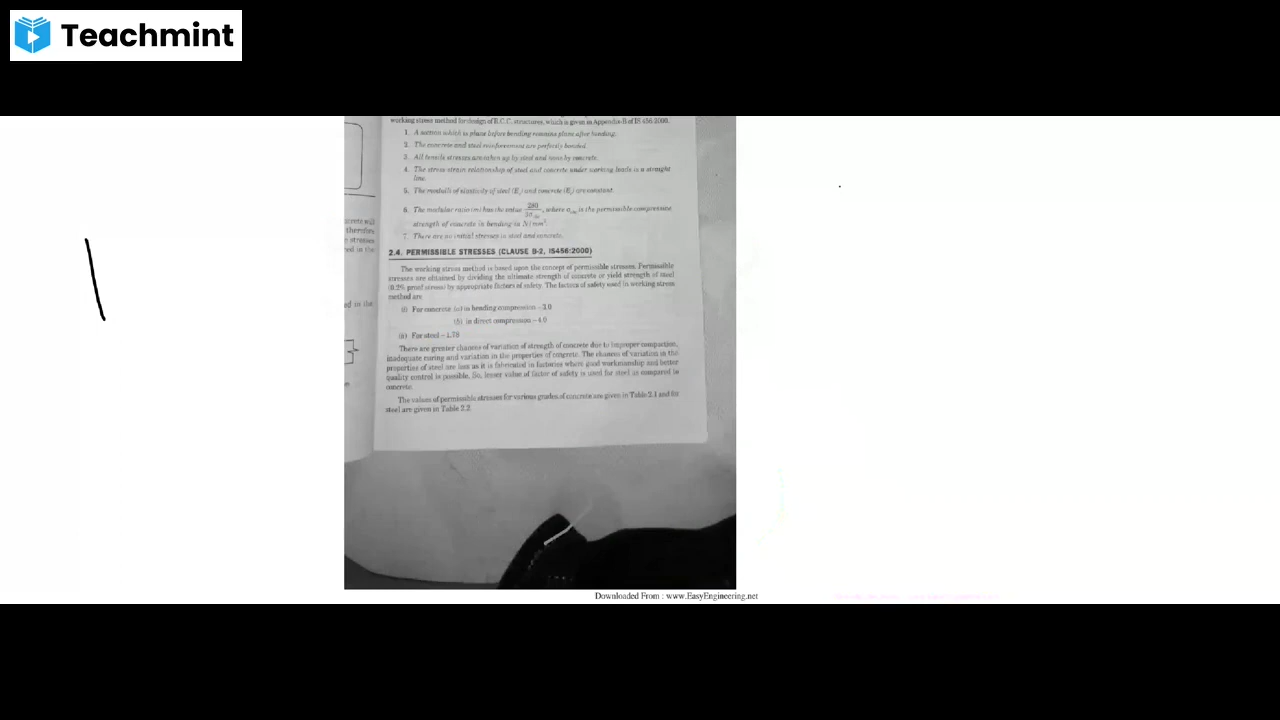 Teachmint
working stress method for design of R.C.C. structures, which is given in Appendix-B of IS 456:2000.
1. A section which is plane before bending remains plane after bending.
2. The concrete and steel reinforcement are perfectly bonded.
3. All tensile stresses are taken up by steel and none by concrete.
4. The stress strain relationship of steel and concrete under working loads is a straight
line.
5. The moduli of elasticity of steel (Es) and concrete (Ec) are constant.
6. The modular ratio (m) has the value 280/3σcbc, where σcbc is the permissible compressive
strength of concrete in bending in N/mm².
7. There are no initial stresses in steel and concrete.
2.4. PERMISSIBLE STRESSES (CLAUSE B-2, IS456:2000)
The working stress method is based upon the concept of permissible stresses. Permissible
stresses are obtained by dividing the ultimate strength of concrete or yield strength of steel
(0.2% proof stress) by appropriate factors of safety. The factors of safety used in working stress
method are
(i) For concrete (a) in bending compression –3.0
(b) in direct compression –4.0
(ii) For steel – 1.78
There are greater chances of variation of strength of concrete due to improper compaction,
inadequate curing and variation in the properties of concrete. The chances of variation in the
properties of steel are less as it is fabricated in factories where good workmanship and better
quality control is possible. So, lesser value of factor of safety is used for steel as compared to
concrete.
The values of permissible stresses for various grades of concrete are given in Table 2.1 and for
steel are given in Table 2.2.
therefore
stresses
in the
Downloaded From : www.EasyEngineering.net